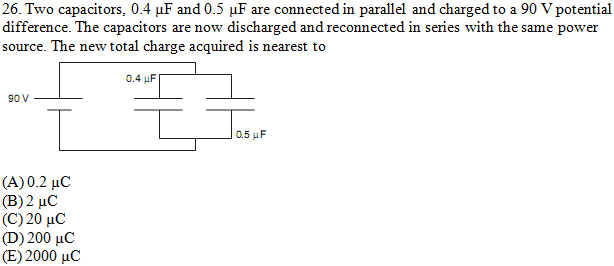 26. Two capacitors, 0.4 µF and 0.5 µF are connected in parallel and charged to a 90 V potential
difference. The capacitors are now discharged and reconnected in series with the same power
source. The new total charge acquired is nearest to
0.4 µF
90 V
0.5 µF
(A) 0.2 µC
(B) 2 µC
(C) 20 µC
(D) 200 µC
(E) 2000 µC